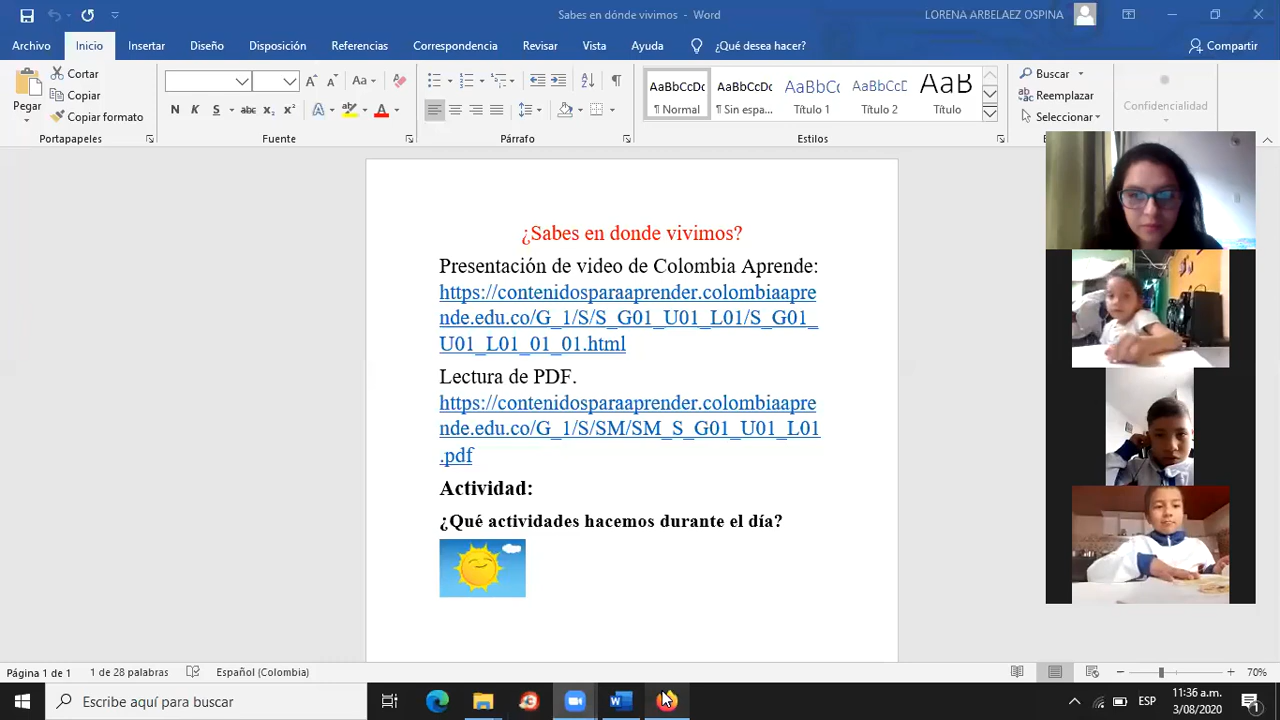 Sabes en dónde vivimos - Word
LORENA ARBELAEZ OSPINA
Archivo Inicio Insertar Diseño Disposición Referencias Correspondencia Revisar Vista Ayuda ¿Qué desea hacer? Compartir
Pegar
Cortar
Copiar
Copiar formato
Portapapeles
N K S abc x₂ x²
Aa
Fuente
Párrafo
AaBbCcDc AaBbCcDc AaBbCc AaBbCcD AaB
¶ Normal ¶ Sin espa... Título 1 Título 2 Título
Estilos
Buscar
Reemplazar
Seleccionar
Confidencialidad
¿Sabes en donde vivimos?
Presentación de video de Colombia Aprende:
https://contenidosparaaprender.colombiaapre
nde.edu.co/G_1/S/S_G01_U01_L01/S_G01_
U01_L01_01_01.html
Lectura de PDF.
https://contenidosparaaprender.colombiaapre
nde.edu.co/G_1/S/SM/SM_S_G01_U01_L01
.pdf
Actividad:
¿Qué actividades hacemos durante el día?
Página 1 de 1 1 de 28 palabras Español (Colombia) 70%
Escribe aquí para buscar
ESP
11:36 a.m.
3/08/2020